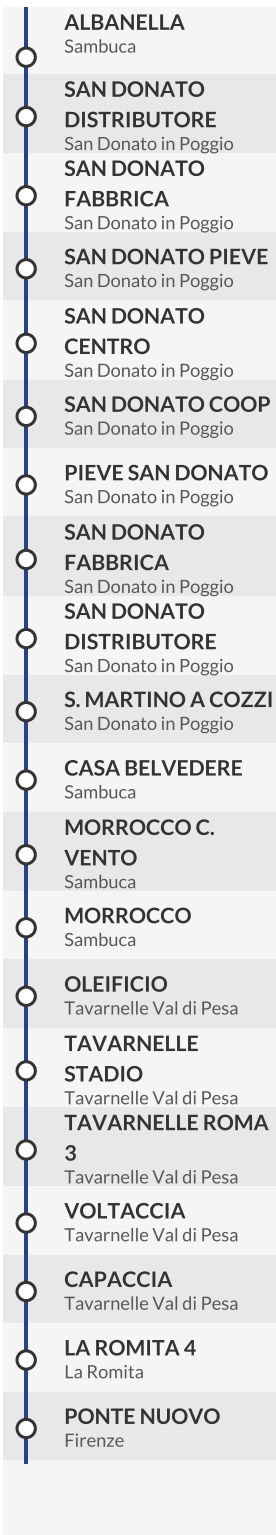 ALBANELLA
Sambuca
SAN DONATO
DISTRIBUTORE
San Donato in Poggio
SAN DONATO
FABBRICA
San Donato in Poggio
SAN DONATO PIEVE
San Donato in Poggio
SAN DONATO
CENTRO
San Donato in Poggio
SAN DONATO COOP
San Donato in Poggio
PIEVE SAN DONATO
San Donato in Poggio
SAN DONATO
FABBRICA
San Donato in Poggio
SAN DONATO
DISTRIBUTORE
San Donato in Poggio
S. MARTINO A COZZI
San Donato in Poggio
CASA BELVEDERE
Sambuca
MORROCCO C.
VENTO
Sambuca
MORROCCO
Sambuca
OLEIFICIO
Tavarnelle Val di Pesa
TAVARNELLE
STADIO
Tavarnelle Val di Pesa
TAVARNELLE ROMA
3
Tavarnelle Val di Pesa
VOLTACCIA
Tavarnelle Val di Pesa
CAPACCIA
Tavarnelle Val di Pesa
LA ROMITA 4
La Romita
PONTE NUOVO
Firenze